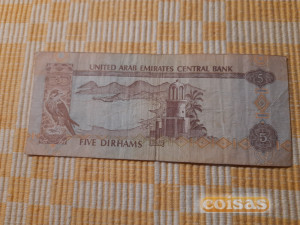 UNITED ARAB EMIRATES CENTRAL BANK
5
5
FIVE DIRHAMS
coisas